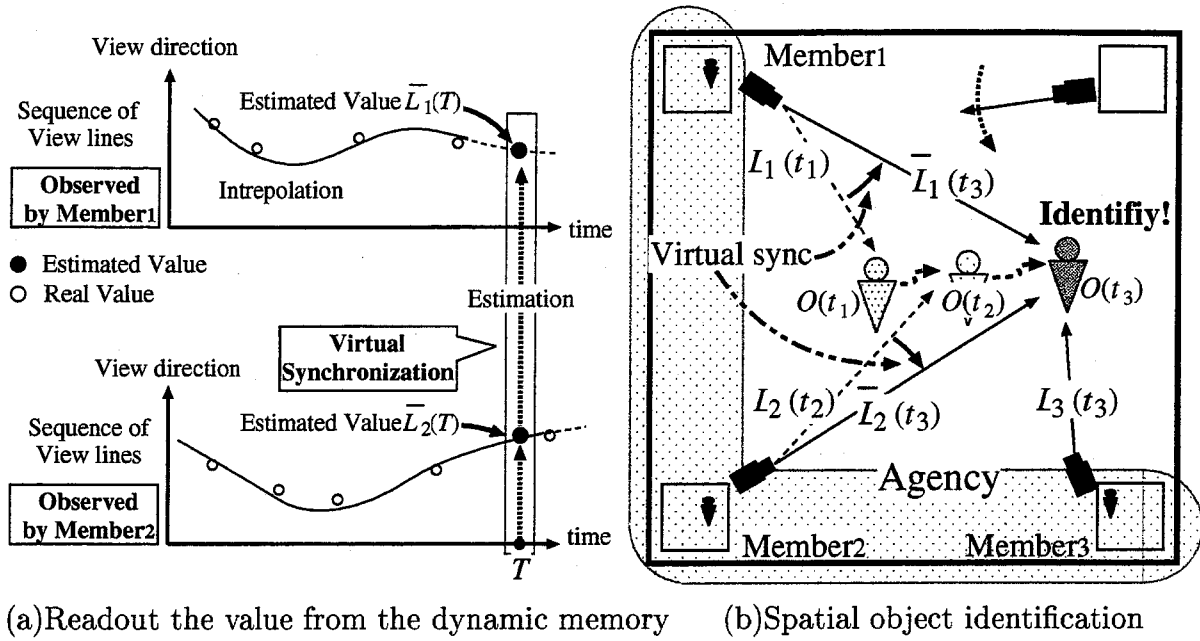 View direction
Sequence of
View lines
Estimated Value L̅₁(T)
Observed
by Member1
Intrepolation
time
● Estimated Value
○ Real Value
Estimation
Virtual
Synchronization
View direction
Sequence of
View lines
Estimated Value L̅₂(T)
Observed
by Member2
time
T
(a)Readout the value from the dynamic memory
Member1
L₁(t₁)
L̅₁(t₃)
Identifiy!
Virtual sync
O(t₁)
O(t₂)
O(t₃)
L₂(t₂)
L̅₂(t₃)
L₃(t₃)
Agency
Member2
Member3
(b)Spatial object identification